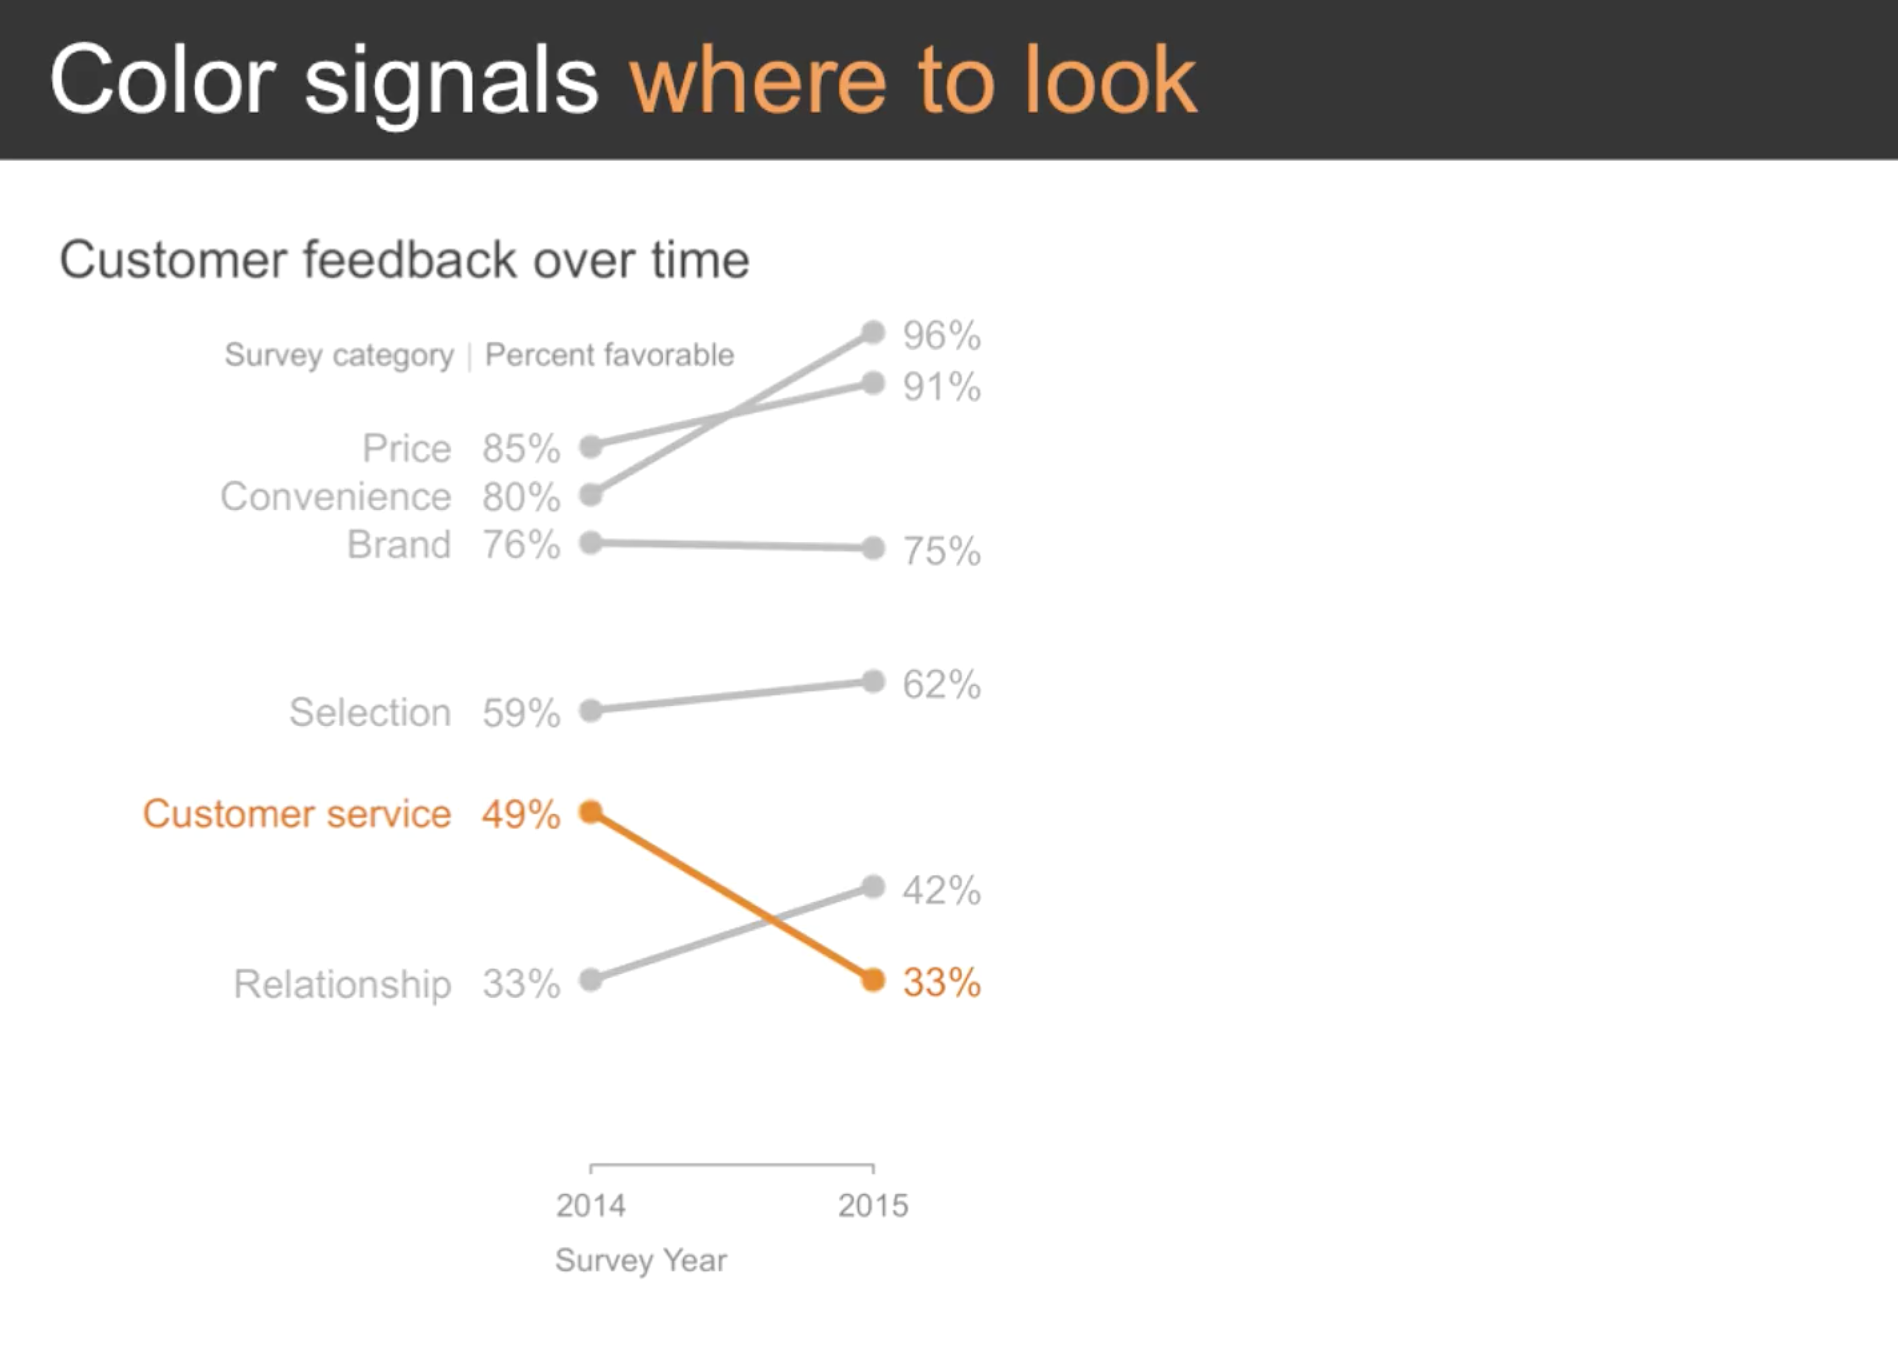 Color signals where to look
Customer feedback over time
Survey category | Percent favorable
96%
91%
Price 85%
Convenience 80%
Brand 76%
75%
Selection 59%
62%
Customer service 49%
42%
Relationship 33%
33%
2014 2015
Survey Year